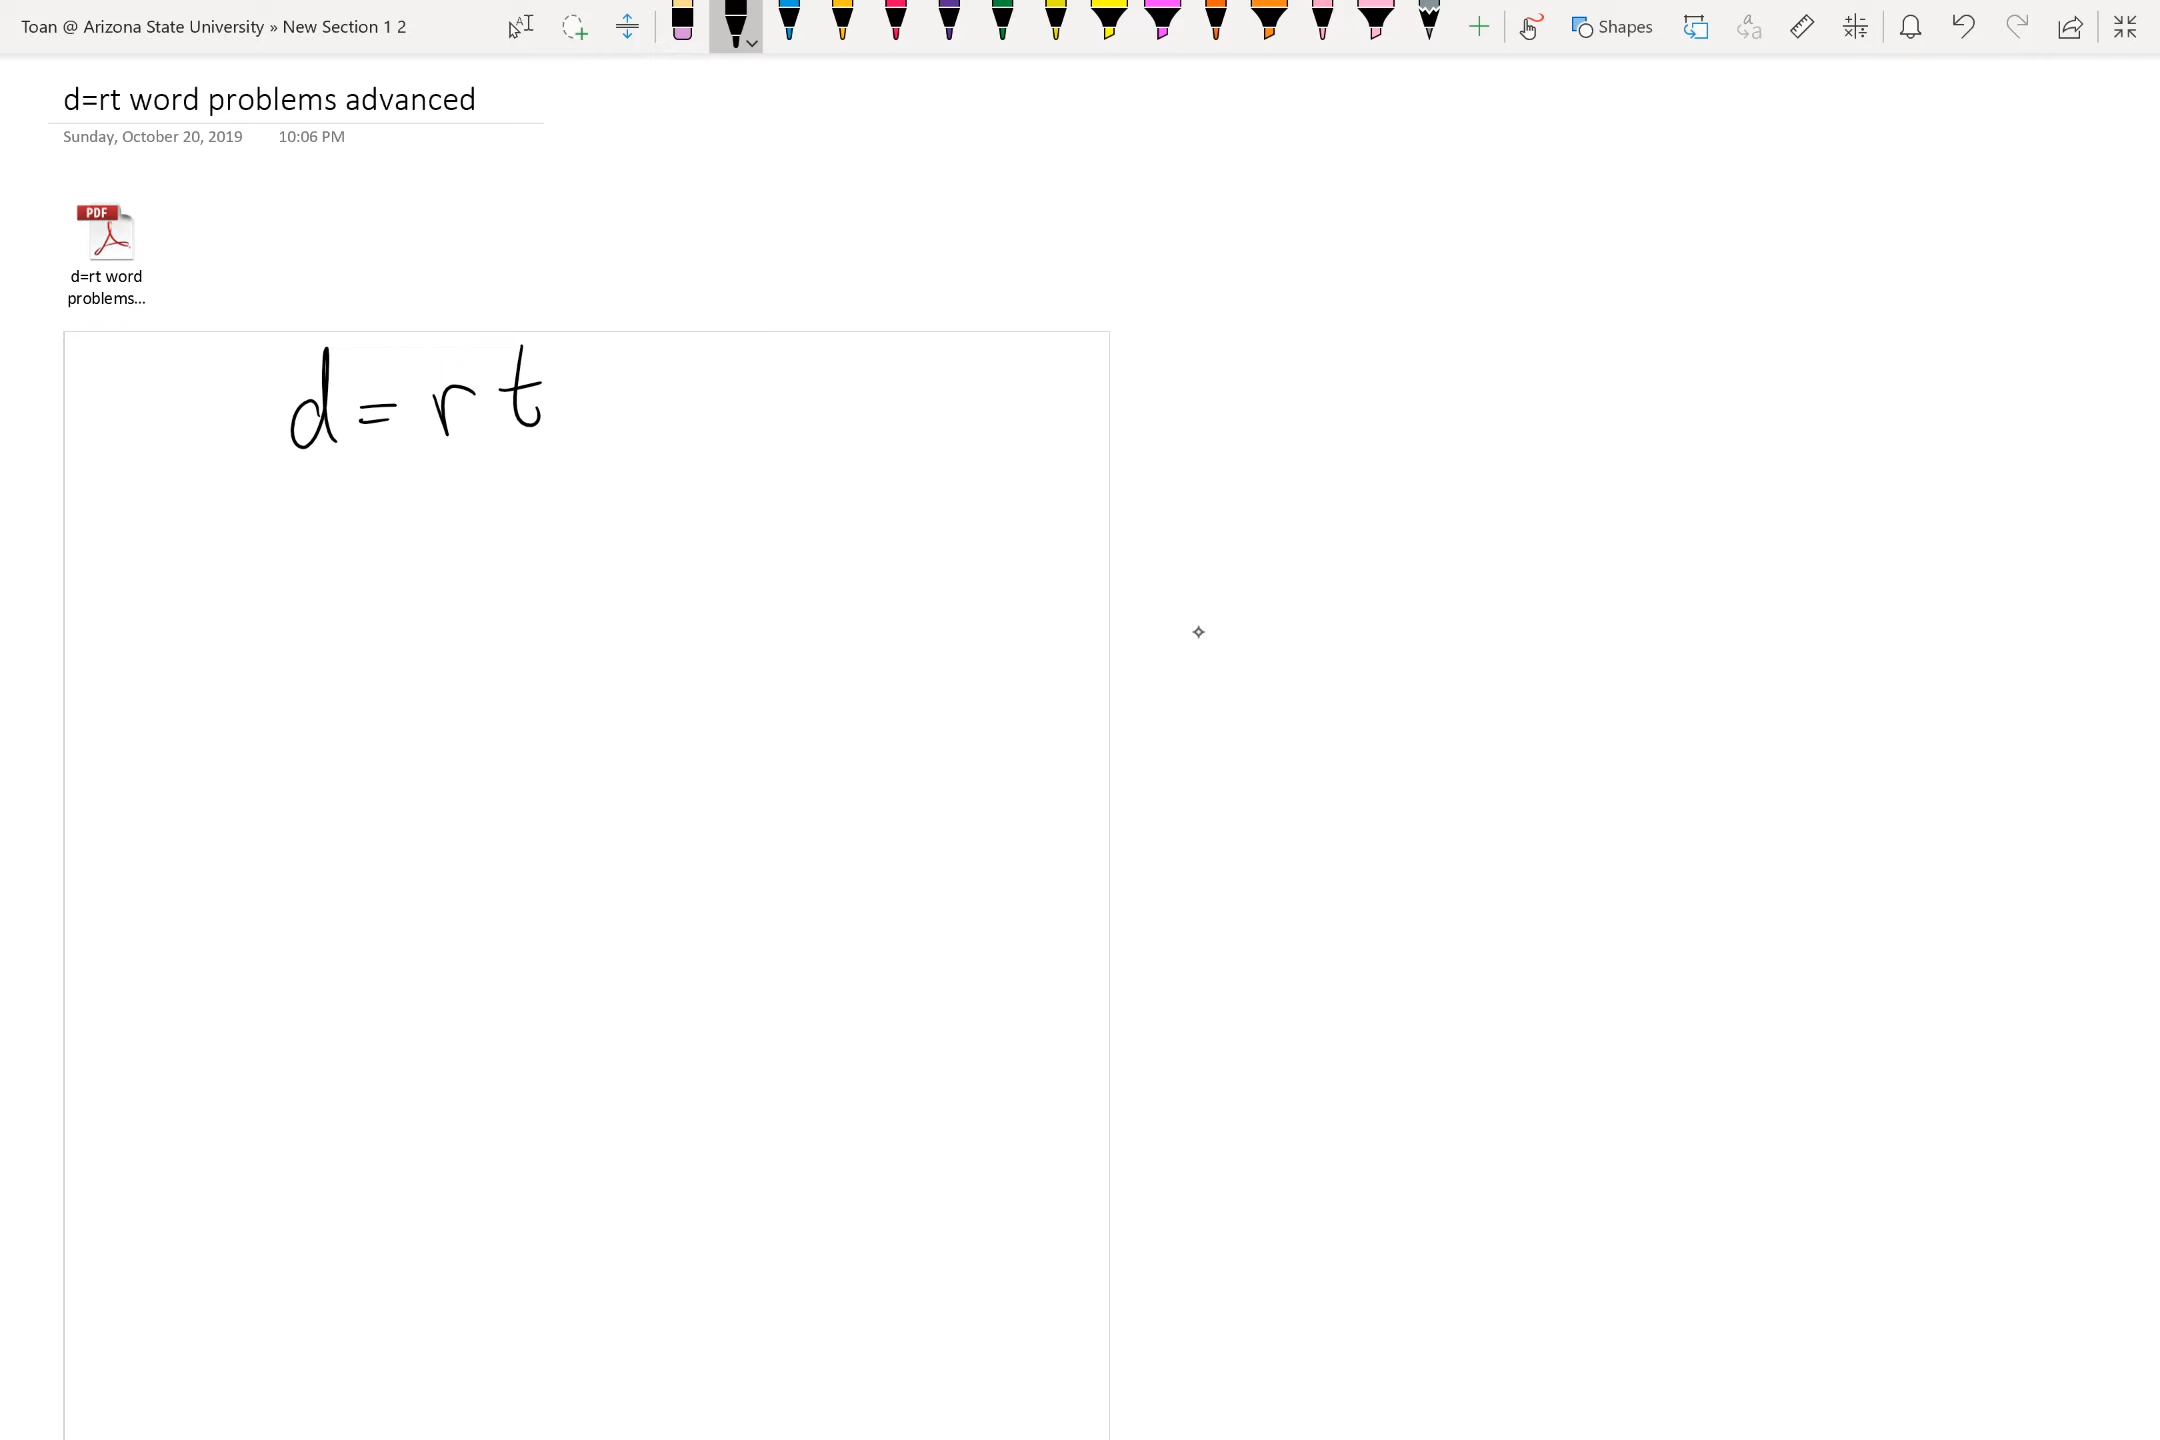 Toan @ Arizona State University » New Section 1 2
Shapes
d=rt word problems advanced
Sunday, October 20, 2019 10:06 PM
PDF
d=rt word
problems...
d = r t